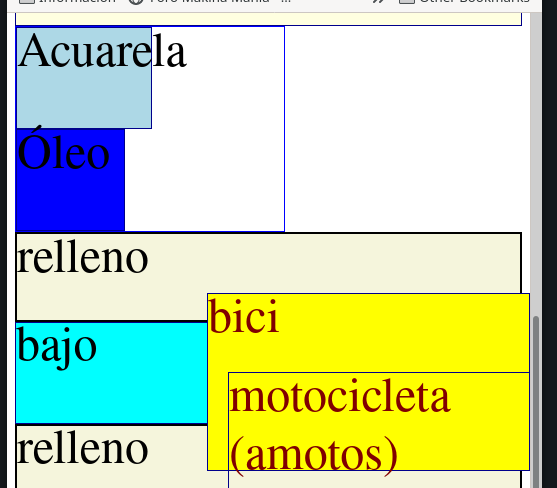 Acuarela
Óleo
relleno
bici
bajo
motocicleta
(amotos)
relleno